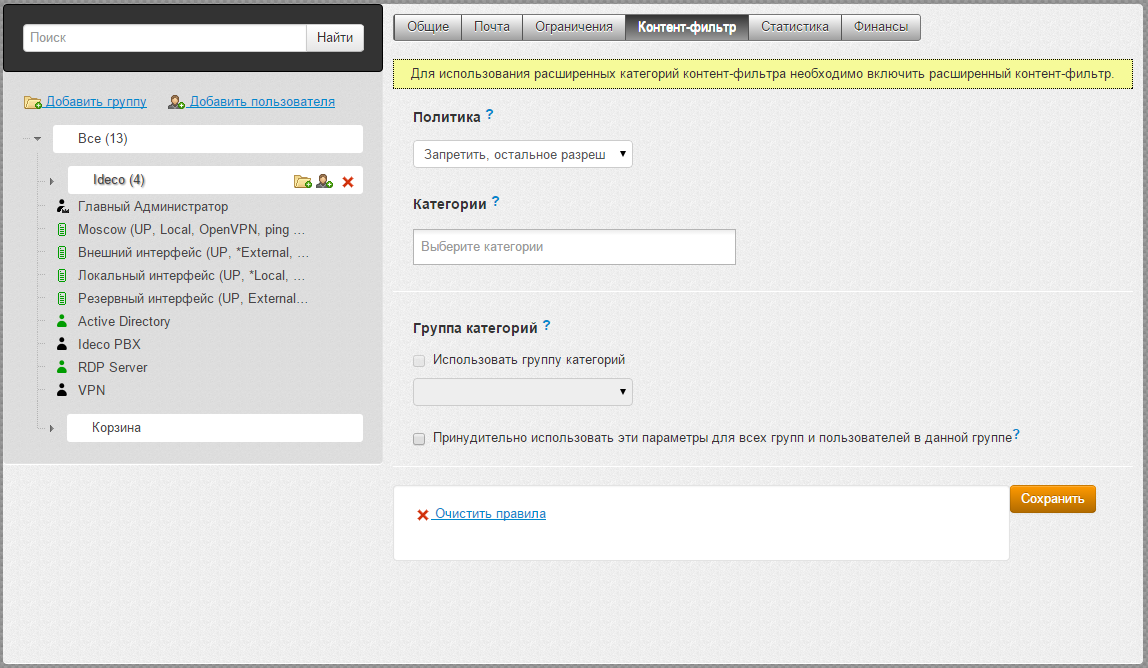 Поиск
Найти
Добавить группу
Добавить пользователя
Все (13)
Ideco (4)
Главный Администратор
Moscow (UP, Local, OpenVPN, ping ...
Внешний интерфейс (UP, *External, ...
Локальный интерфейс (UP, *Local, ...
Резервный интерфейс (UP, External...
Active Directory
Ideco PBX
RDP Server
VPN
Корзина
Общие
Почта
Ограничения
Контент-фильтр
Статистика
Финансы
Для использования расширенных категорий контент-фильтра необходимо включить расширенный контент-фильтр.
Политика ?
Запретить, остальное разреш
Категории ?
Выберите категории
Группа категорий ?
Использовать группу категорий
Принудительно использовать эти параметры для всех групп и пользователей в данной группе?
Очистить правила
Сохранить